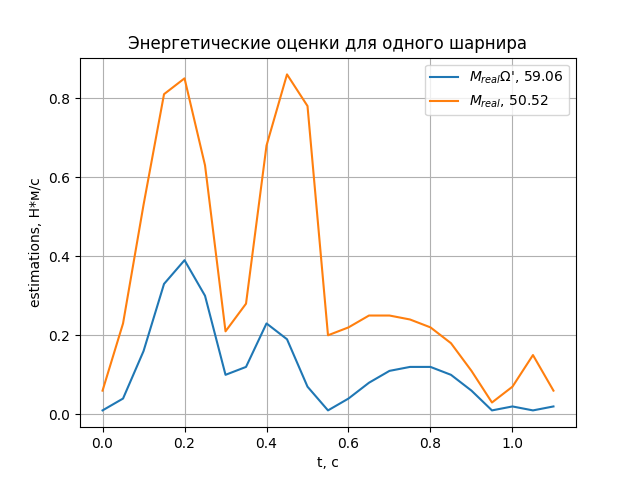 Энергетические оценки для одного шарнира
M_real Ω', 59.06
M_real, 50.52
estimations, Н*м/с
0.8
0.6
0.4
0.2
0.0
0.0 0.2 0.4 0.6 0.8 1.0
t, с